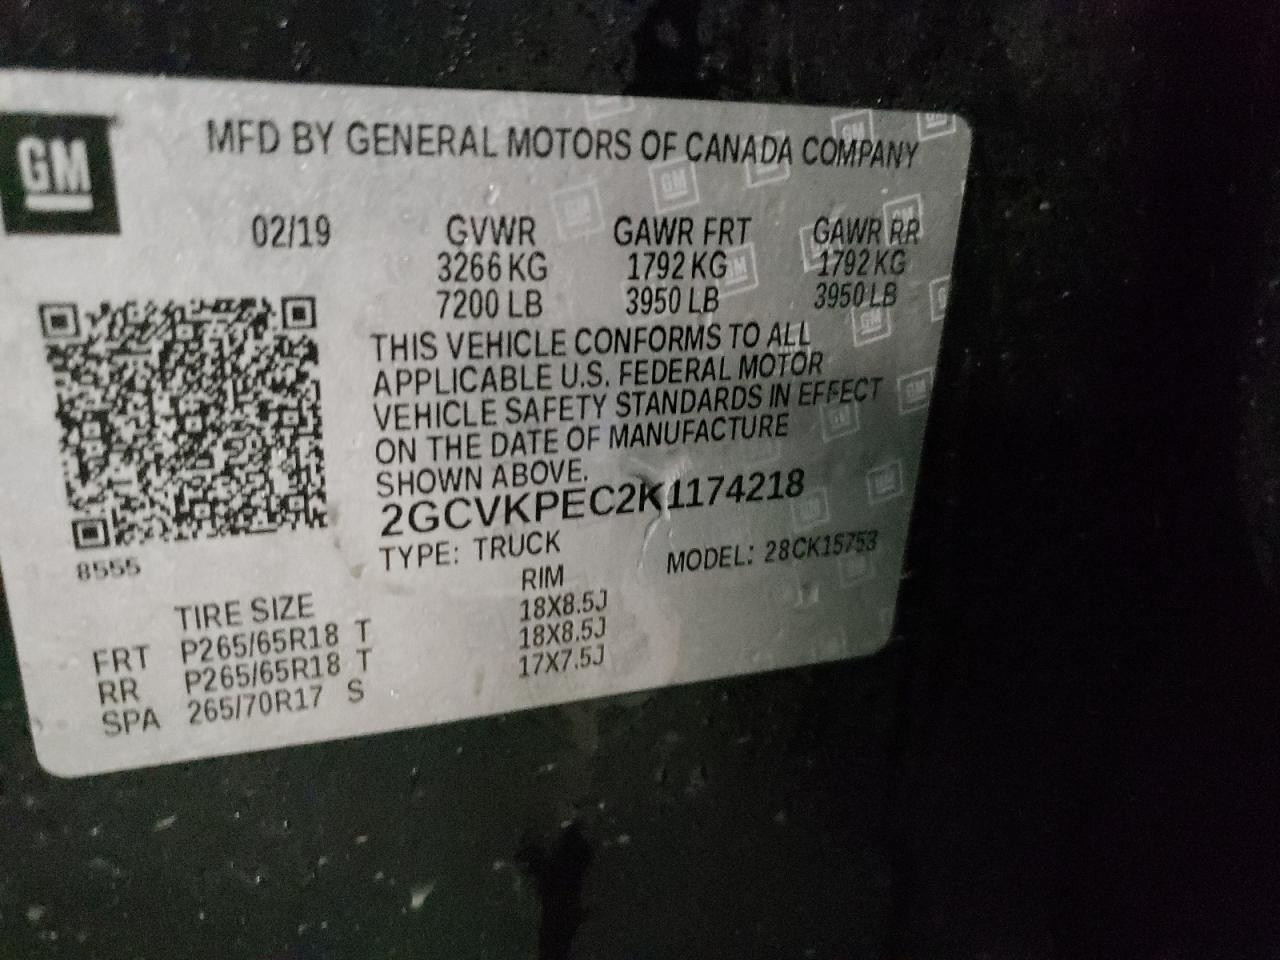 GM
MFD BY GENERAL MOTORS OF CANADA COMPANY
02/19 GVWR GAWR FRT GAWR RR
3266 KG 1792 KG 1792 KG
7200 LB 3950 LB 3950 LB
THIS VEHICLE CONFORMS TO ALL
APPLICABLE U.S. FEDERAL MOTOR
VEHICLE SAFETY STANDARDS IN EFFECT
ON THE DATE OF MANUFACTURE
SHOWN ABOVE.
2GCVKPEC2K1174218
8555
TYPE: TRUCK MODEL: 28CK15753
TIRE SIZE RIM
FRT P265/65R18 T 18X8.5J
RR P265/65R18 T 18X8.5J
SPA 265/70R17 S 17X7.5J